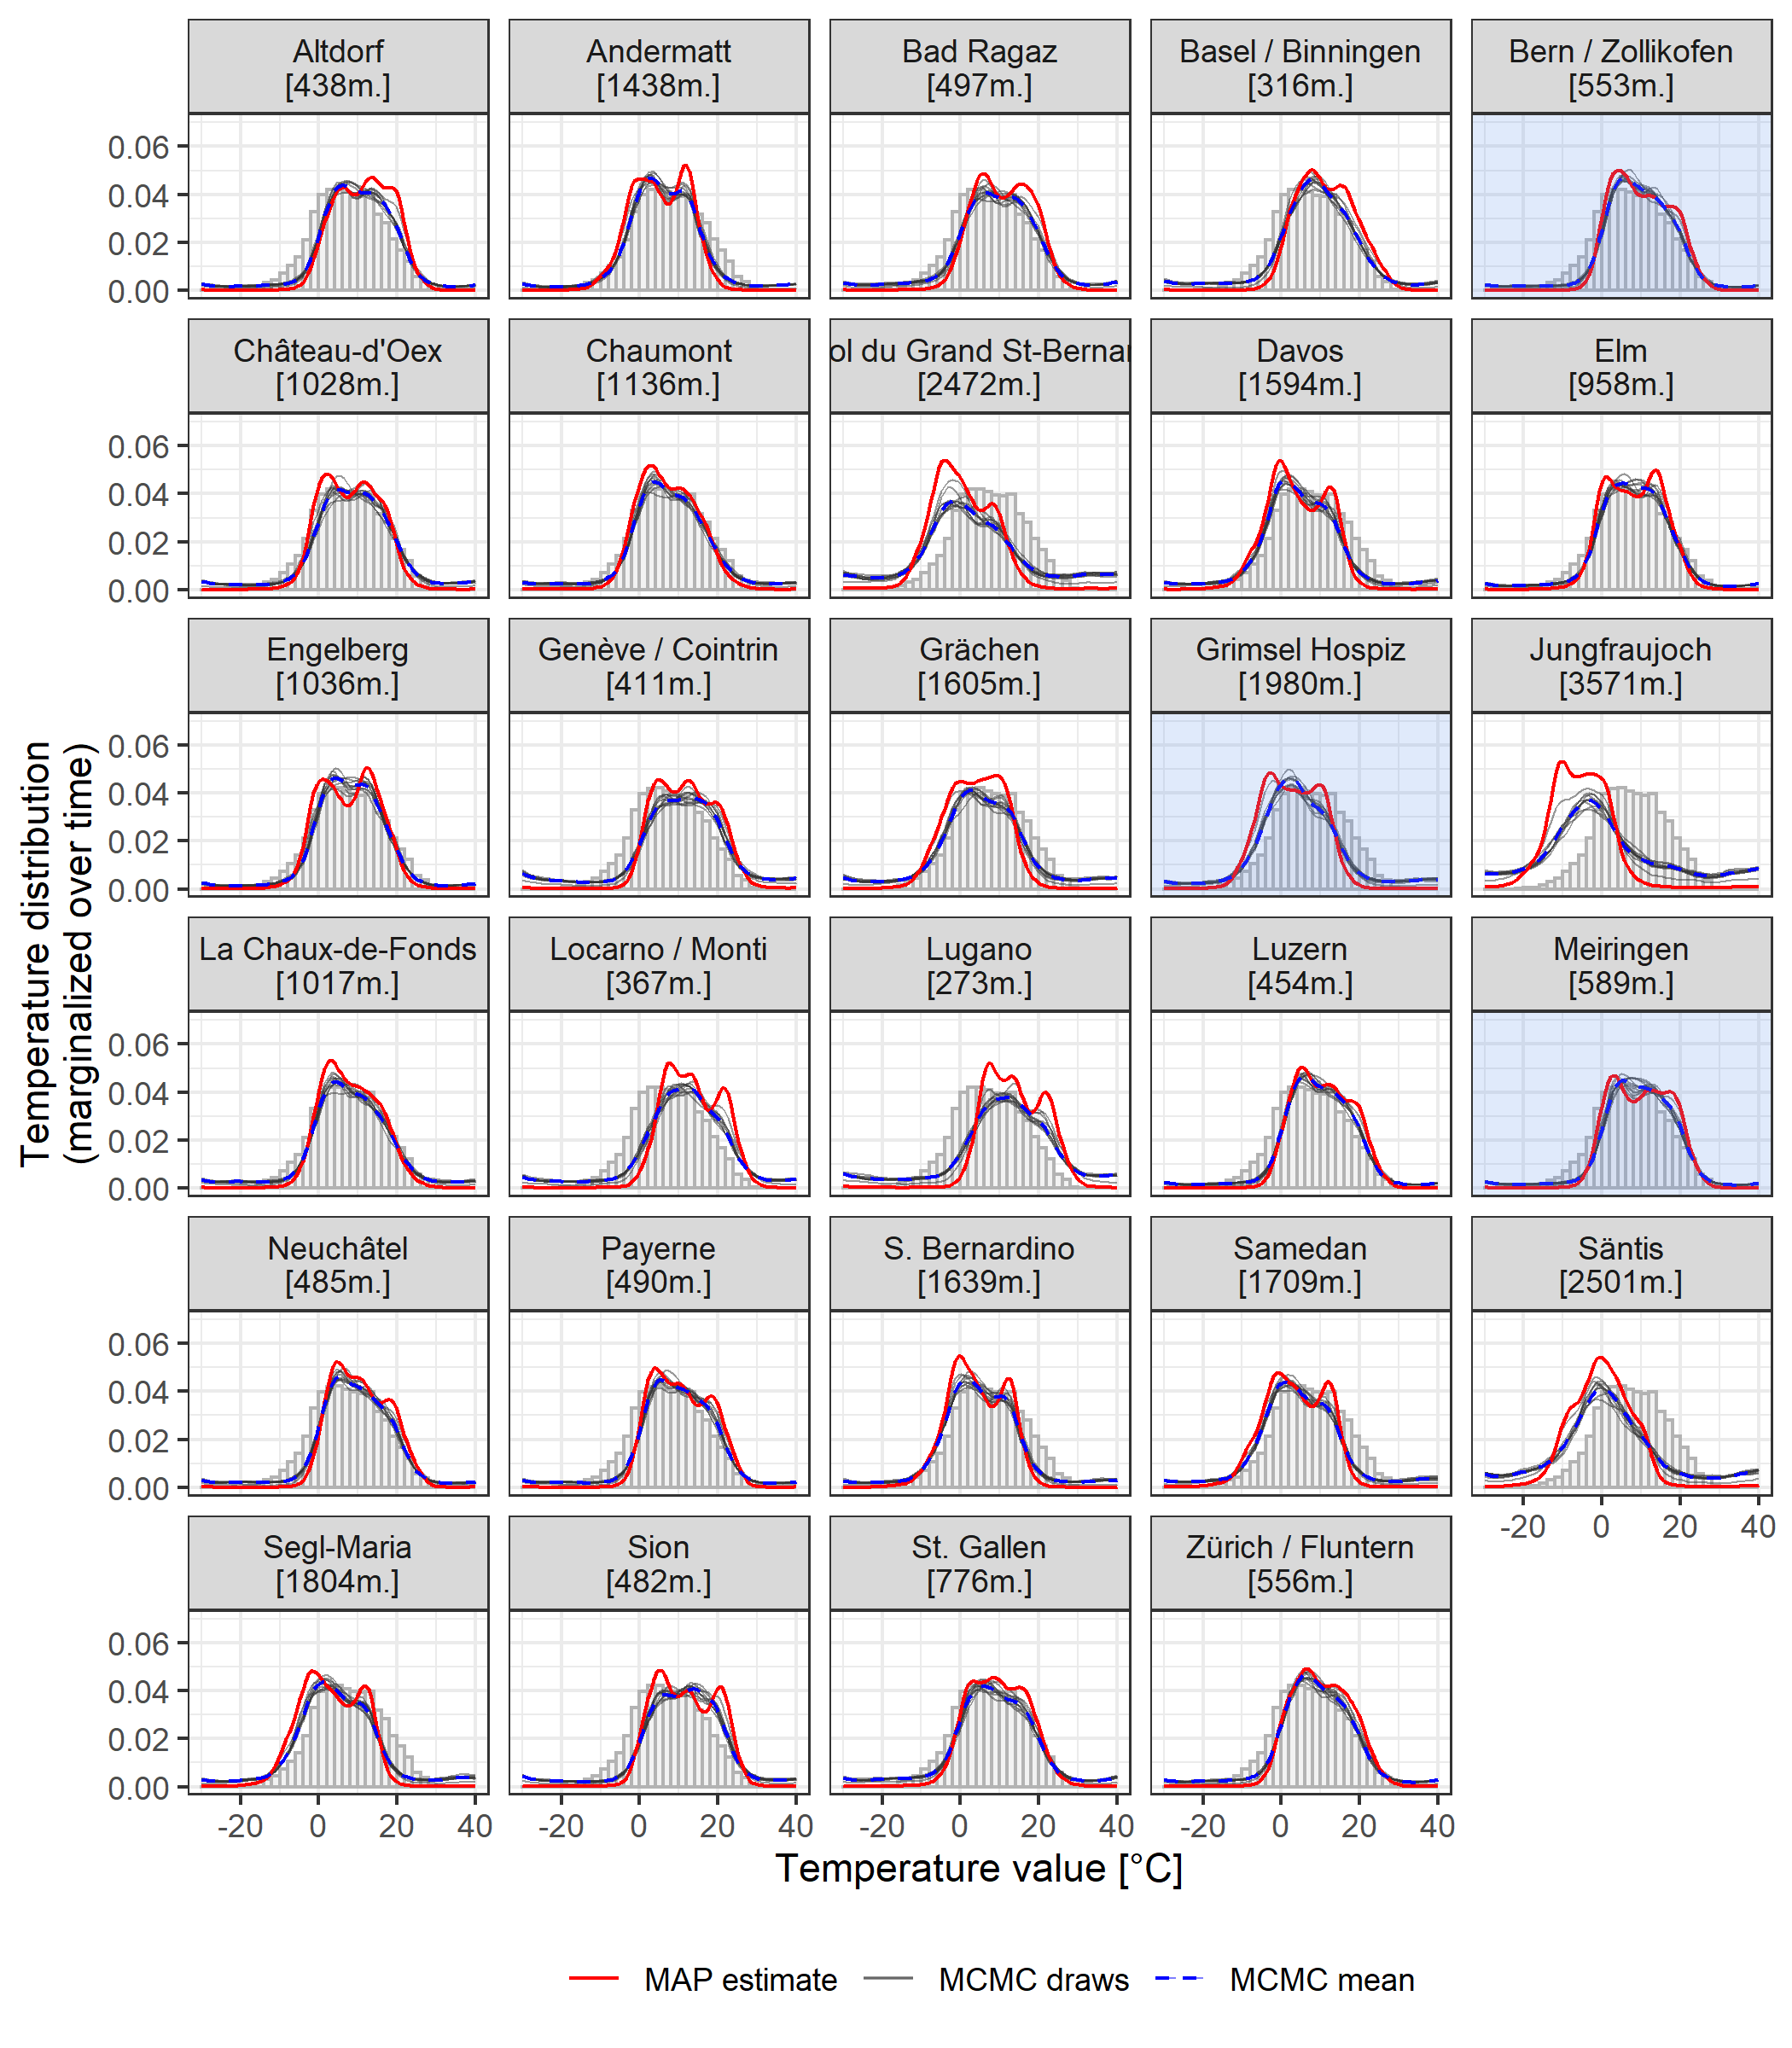 Altdorf
[438m.]
Andermatt
[1438m.]
Bad Ragaz
[497m.]
Basel / Binningen
[316m.]
Bern / Zollikofen
[553m.]
0.06
0.04
0.02
0.00
Château-d'Oex
[1028m.]
Chaumont
[1136m.]
ol du Grand St-Bernar
[2472m.]
Davos
[1594m.]
Elm
[958m.]
0.06
0.04
0.02
0.00
Engelberg
[1036m.]
Genève / Cointrin
[411m.]
Grächen
[1605m.]
Grimsel Hospiz
[1980m.]
Jungfraujoch
[3571m.]
0.06
0.04
0.02
0.00
Temperature distribution
(marginalized over time)
La Chaux-de-Fonds
[1017m.]
Locarno / Monti
[367m.]
Lugano
[273m.]
Luzern
[454m.]
Meiringen
[589m.]
0.06
0.04
0.02
0.00
Neuchâtel
[485m.]
Payerne
[490m.]
S. Bernardino
[1639m.]
Samedan
[1709m.]
Säntis
[2501m.]
0.06
0.04
0.02
0.00
-20 0 20 40
Segl-Maria
[1804m.]
Sion
[482m.]
St. Gallen
[776m.]
Zürich / Fluntern
[556m.]
0.06
0.04
0.02
0.00
-20 0 20 40
-20 0 20 40
-20 0 20 40
-20 0 20 40
Temperature value [°C]
MAP estimate
MCMC draws
MCMC mean